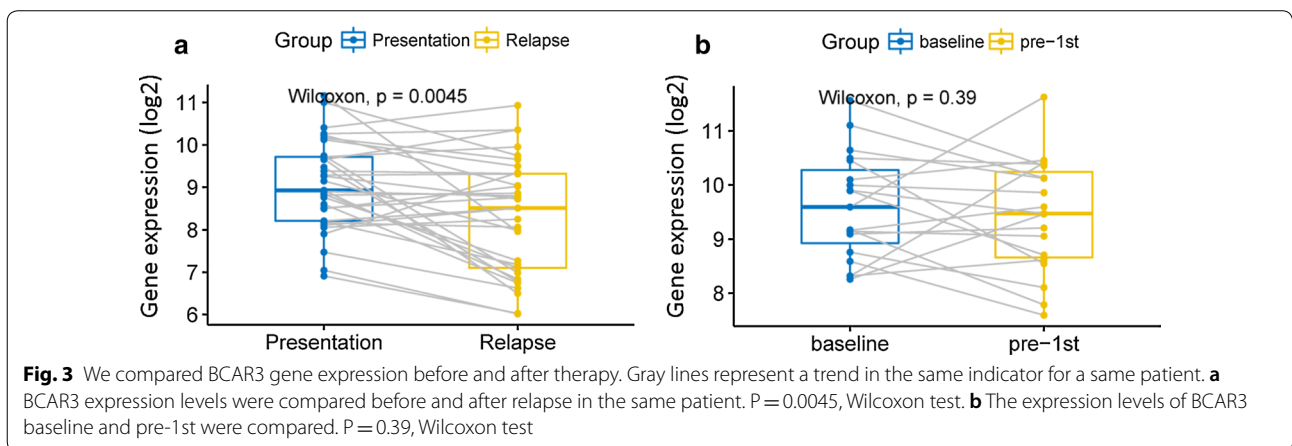 a
Group Presentation Relapse
Wilcoxon, p = 0.0045
Gene expression (log2)
11
10
9
8
7
6
Presentation Relapse
b
Group baseline pre−1st
Wilcoxon, p = 0.39
Gene expression (log2)
11
10
9
8
baseline pre−1st
Fig. 3 We compared BCAR3 gene expression before and after therapy. Gray lines represent a trend in the same indicator for a same patient. a
BCAR3 expression levels were compared before and after relapse in the same patient. P = 0.0045, Wilcoxon test. b The expression levels of BCAR3
baseline and pre-1st were compared. P = 0.39, Wilcoxon test